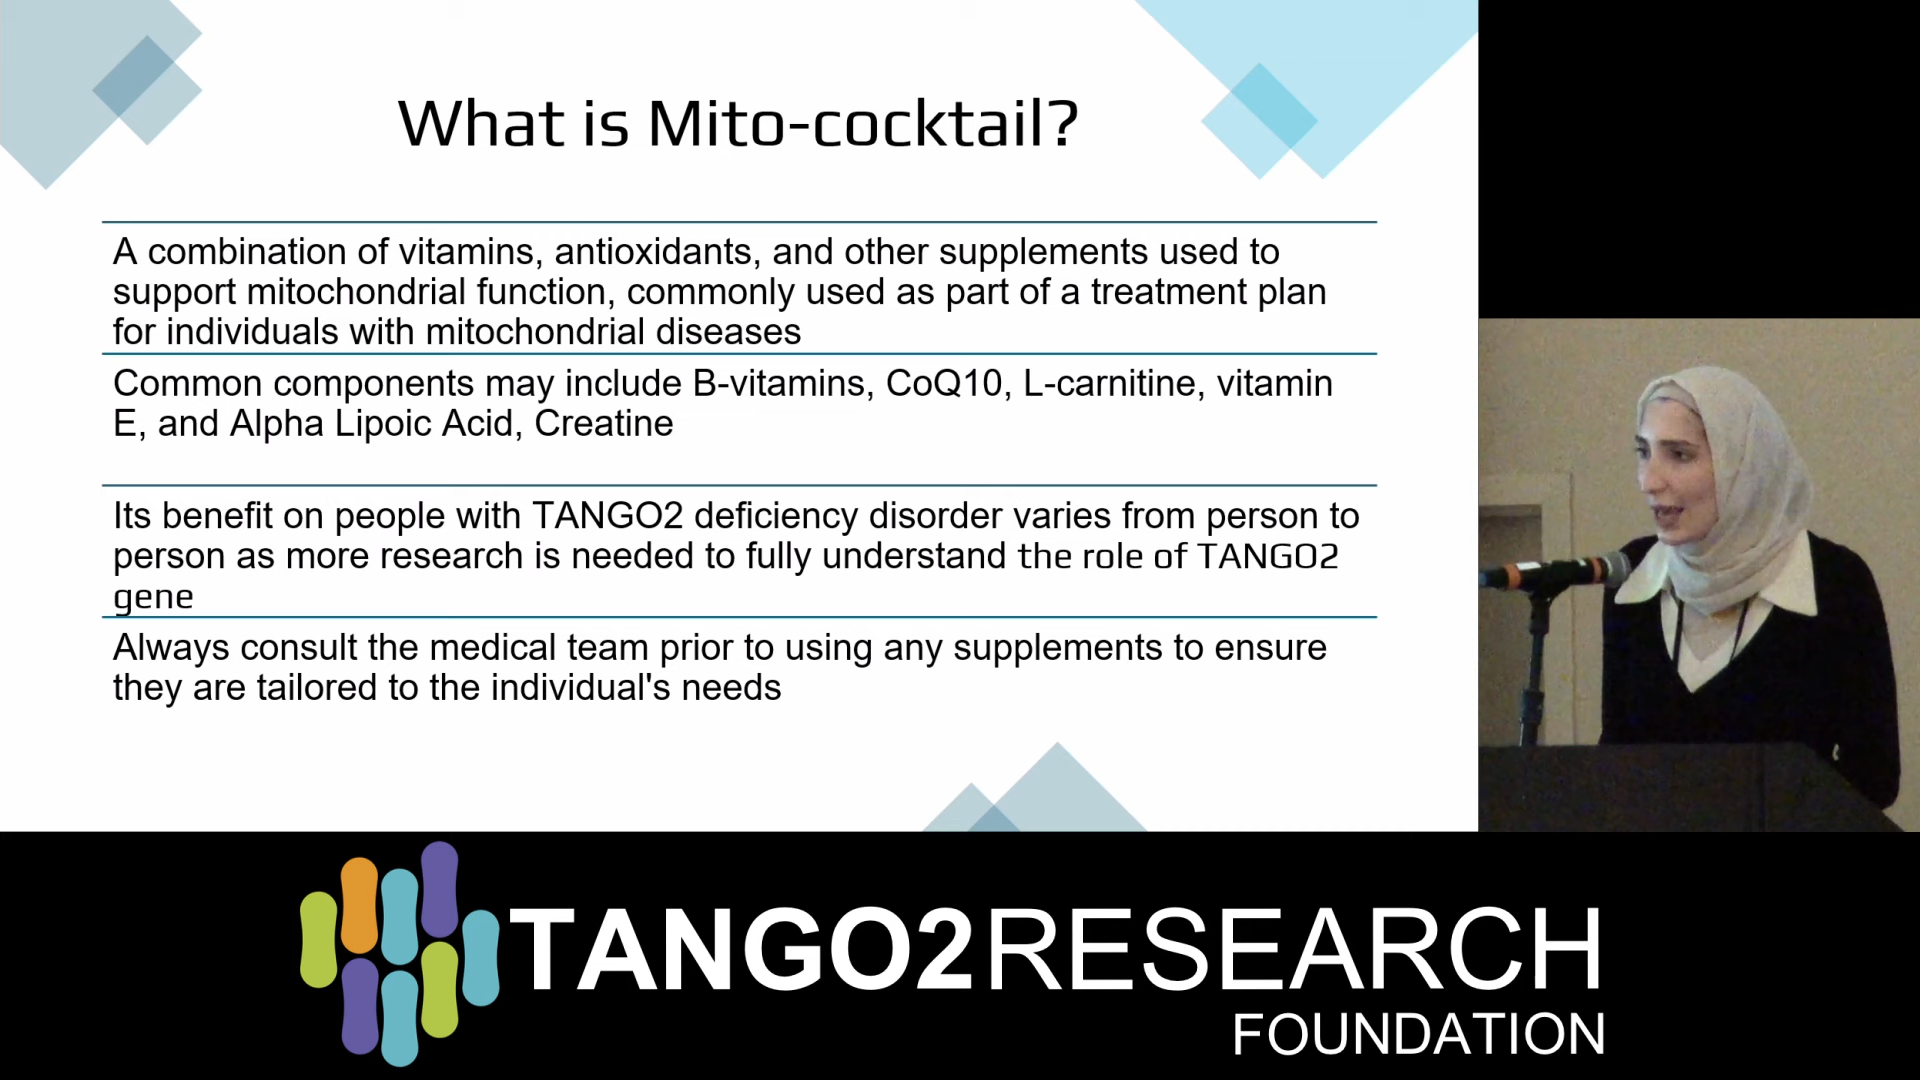 What is Mito-cocktail?
A combination of vitamins, antioxidants, and other supplements used to
support mitochondrial function, commonly used as part of a treatment plan
for individuals with mitochondrial diseases
Common components may include B-vitamins, CoQ10, L-carnitine, vitamin
E, and Alpha Lipoic Acid, Creatine
Its benefit on people with TANGO2 deficiency disorder varies from person to
person as more research is needed to fully understand the role of TANGO2
gene
Always consult the medical team prior to using any supplements to ensure
they are tailored to the individual's needs
TANGO2RESEARCH
FOUNDATION